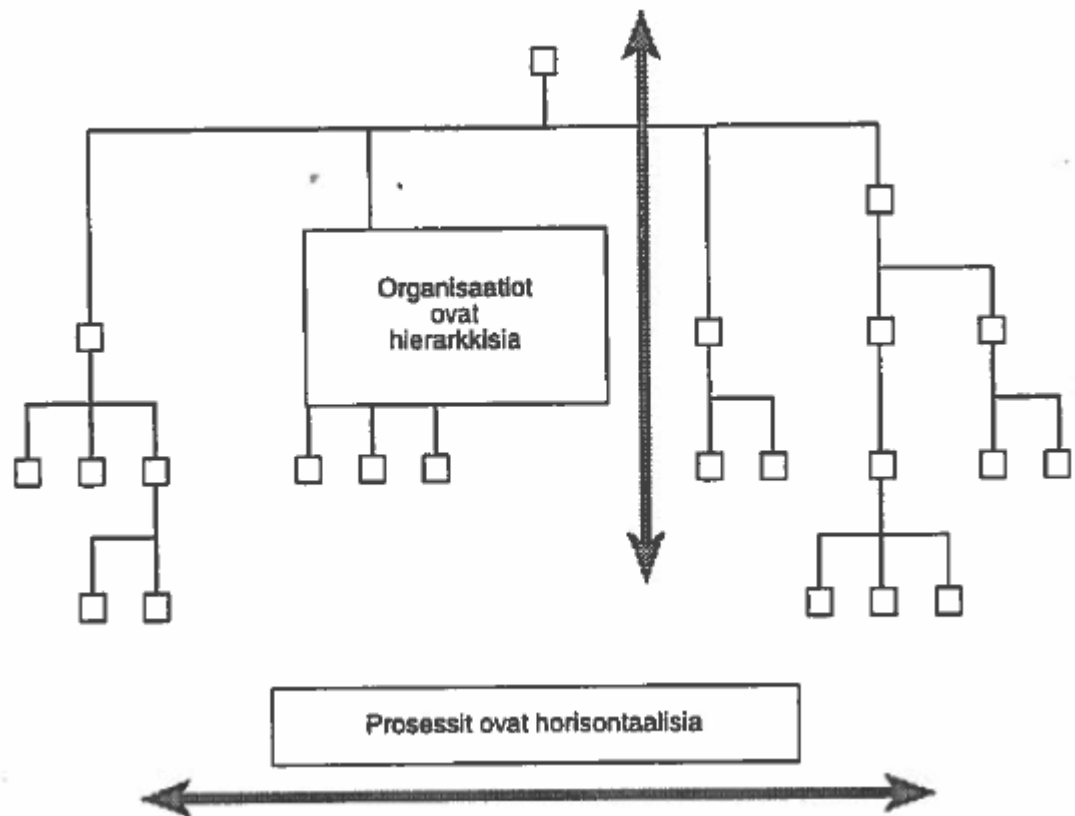 Organisaatiot
ovat
hierarkkisia
Prosessit ovat horisontaalisia